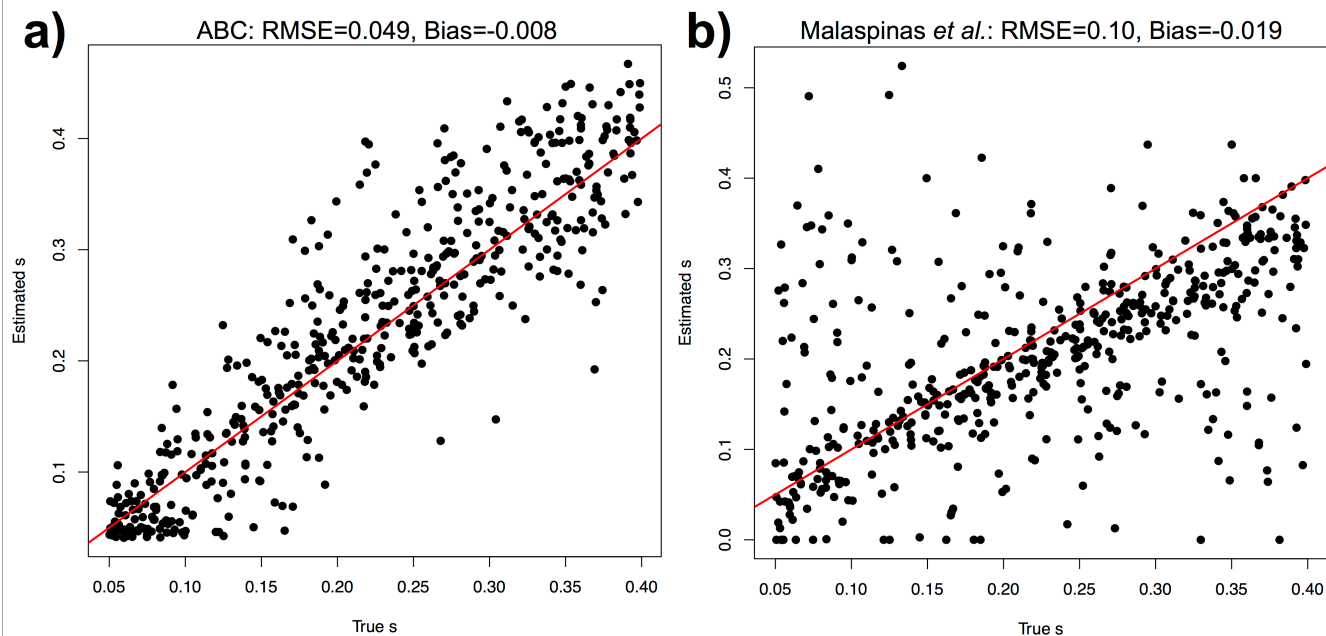 a)
ABC: RMSE=0.049, Bias=-0.008
Estimated s
0.4
0.3
0.2
0.1
0.05 0.10 0.15 0.20 0.25 0.30 0.35 0.40
True s
b)
Malaspinas et al.: RMSE=0.10, Bias=-0.019
Estimated s
0.5
0.4
0.3
0.2
0.1
0.0
0.05 0.10 0.15 0.20 0.25 0.30 0.35 0.40
True s